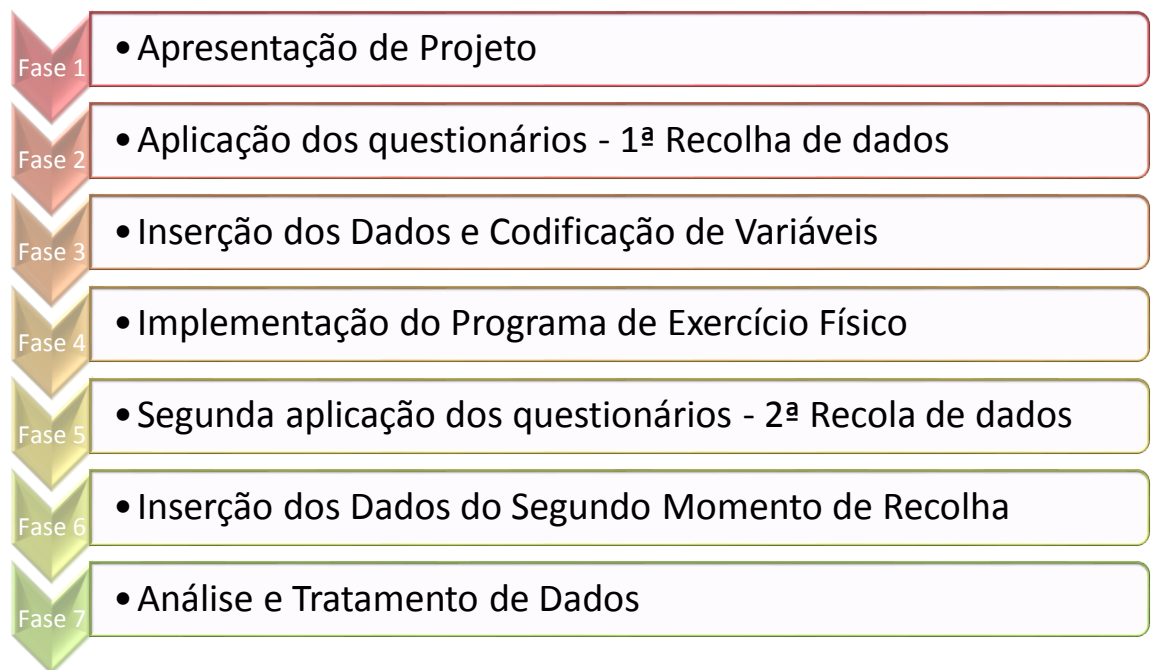 Fase 1
• Apresentação de Projeto
Fase 2
• Aplicação dos questionários - 1ª Recolha de dados
Fase 3
• Inserção dos Dados e Codificação de Variáveis
Fase 4
• Implementação do Programa de Exercício Físico
Fase 5
• Segunda aplicação dos questionários - 2ª Recola de dados
Fase 6
• Inserção dos Dados do Segundo Momento de Recolha
Fase 7
• Análise e Tratamento de Dados